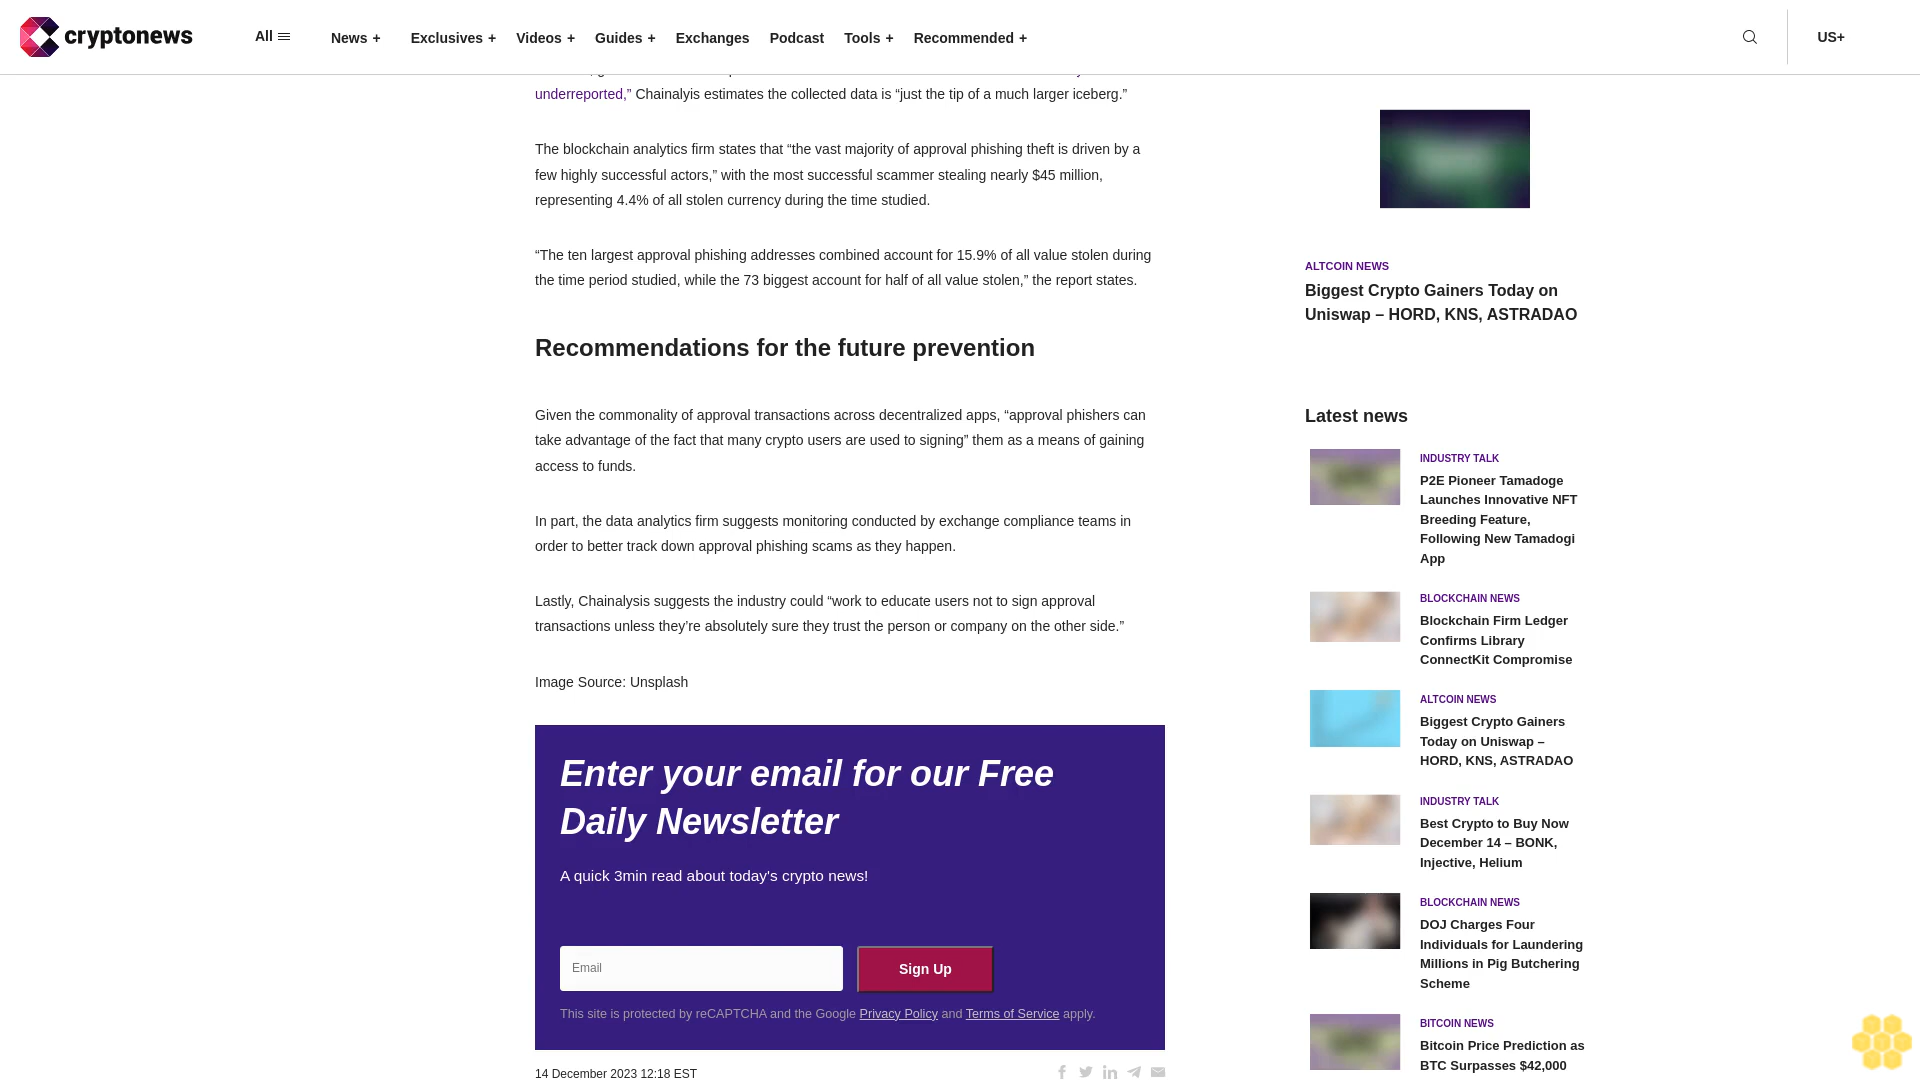 cryptonews
All
News +
Exclusives +
Videos +
Guides +
Exchanges
Podcast
Tools +
Recommended +
US+
underreported,” Chainalyis estimates the collected data is “just the tip of a much larger iceberg.”
The blockchain analytics firm states that “the vast majority of approval phishing theft is driven by a
few highly successful actors,” with the most successful scammer stealing nearly $45 million,
representing 4.4% of all stolen currency during the time studied.
“The ten largest approval phishing addresses combined account for 15.9% of all value stolen during
the time period studied, while the 73 biggest account for half of all value stolen,” the report states.
Recommendations for the future prevention
Given the commonality of approval transactions across decentralized apps, “approval phishers can
take advantage of the fact that many crypto users are used to signing” them as a means of gaining
access to funds.
In part, the data analytics firm suggests monitoring conducted by exchange compliance teams in
order to better track down approval phishing scams as they happen.
Lastly, Chainalysis suggests the industry could “work to educate users not to sign approval
transactions unless they’re absolutely sure they trust the person or company on the other side.”
Image Source: Unsplash
Enter your email for our Free
Daily Newsletter
A quick 3min read about today's crypto news!
Email
Sign Up
This site is protected by reCAPTCHA and the Google Privacy Policy and Terms of Service apply.
14 December 2023 12:18 EST
ALTCOIN NEWS
Biggest Crypto Gainers Today on
Uniswap – HORD, KNS, ASTRADAO
Latest news
INDUSTRY TALK
P2E Pioneer Tamadoge
Launches Innovative NFT
Breeding Feature,
Following New Tamadogi
App
BLOCKCHAIN NEWS
Blockchain Firm Ledger
Confirms Library
ConnectKit Compromise
ALTCOIN NEWS
Biggest Crypto Gainers
Today on Uniswap –
HORD, KNS, ASTRADAO
INDUSTRY TALK
Best Crypto to Buy Now
December 14 – BONK,
Injective, Helium
BLOCKCHAIN NEWS
DOJ Charges Four
Individuals for Laundering
Millions in Pig Butchering
Scheme
BITCOIN NEWS
Bitcoin Price Prediction as
BTC Surpasses $42,000